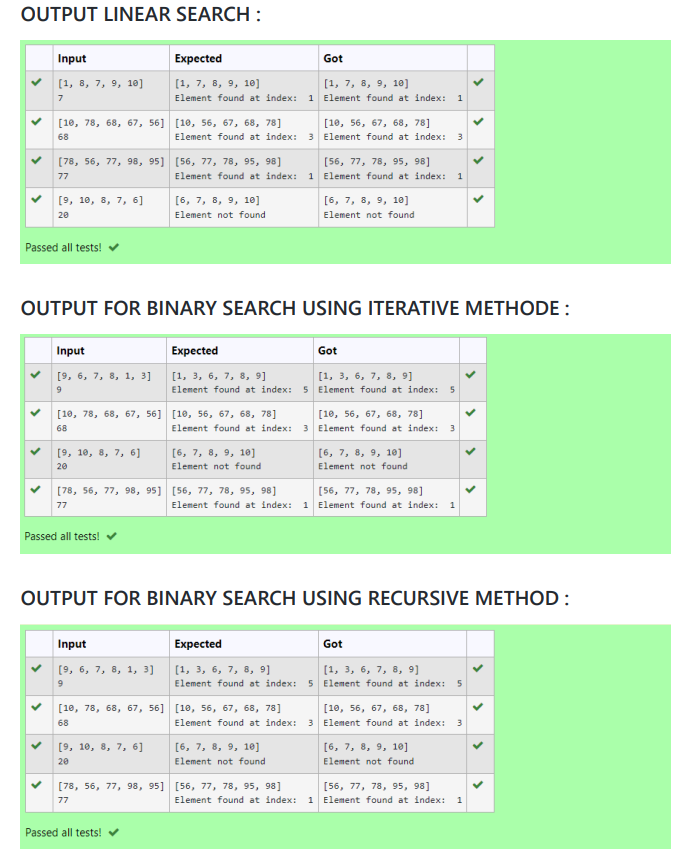 OUTPUT LINEAR SEARCH :
Input Expected Got
[1, 8, 7, 9, 10] [1, 7, 8, 9, 10] [1, 7, 8, 9, 10]
7 Element found at index:  1 Element found at index:  1
[10, 78, 68, 67, 56] [10, 56, 67, 68, 78] [10, 56, 67, 68, 78]
68 Element found at index:  3 Element found at index:  3
[78, 56, 77, 98, 95] [56, 77, 78, 95, 98] [56, 77, 78, 95, 98]
77 Element found at index:  1 Element found at index:  1
[9, 10, 8, 7, 6] [6, 7, 8, 9, 10] [6, 7, 8, 9, 10]
20 Element not found Element not found
Passed all tests!
OUTPUT FOR BINARY SEARCH USING ITERATIVE METHODE :
Input Expected Got
[9, 6, 7, 8, 1, 3] [1, 3, 6, 7, 8, 9] [1, 3, 6, 7, 8, 9]
9 Element found at index:  5 Element found at index:  5
[10, 78, 68, 67, 56] [10, 56, 67, 68, 78] [10, 56, 67, 68, 78]
68 Element found at index:  3 Element found at index:  3
[9, 10, 8, 7, 6] [6, 7, 8, 9, 10] [6, 7, 8, 9, 10]
20 Element not found Element not found
[78, 56, 77, 98, 95] [56, 77, 78, 95, 98] [56, 77, 78, 95, 98]
77 Element found at index:  1 Element found at index:  1
Passed all tests!
OUTPUT FOR BINARY SEARCH USING RECURSIVE METHOD :
Input Expected Got
[9, 6, 7, 8, 1, 3] [1, 3, 6, 7, 8, 9] [1, 3, 6, 7, 8, 9]
9 Element found at index:  5 Element found at index:  5
[10, 78, 68, 67, 56] [10, 56, 67, 68, 78] [10, 56, 67, 68, 78]
68 Element found at index:  3 Element found at index:  3
[9, 10, 8, 7, 6] [6, 7, 8, 9, 10] [6, 7, 8, 9, 10]
20 Element not found Element not found
[78, 56, 77, 98, 95] [56, 77, 78, 95, 98] [56, 77, 78, 95, 98]
77 Element found at index:  1 Element found at index:  1
Passed all tests!